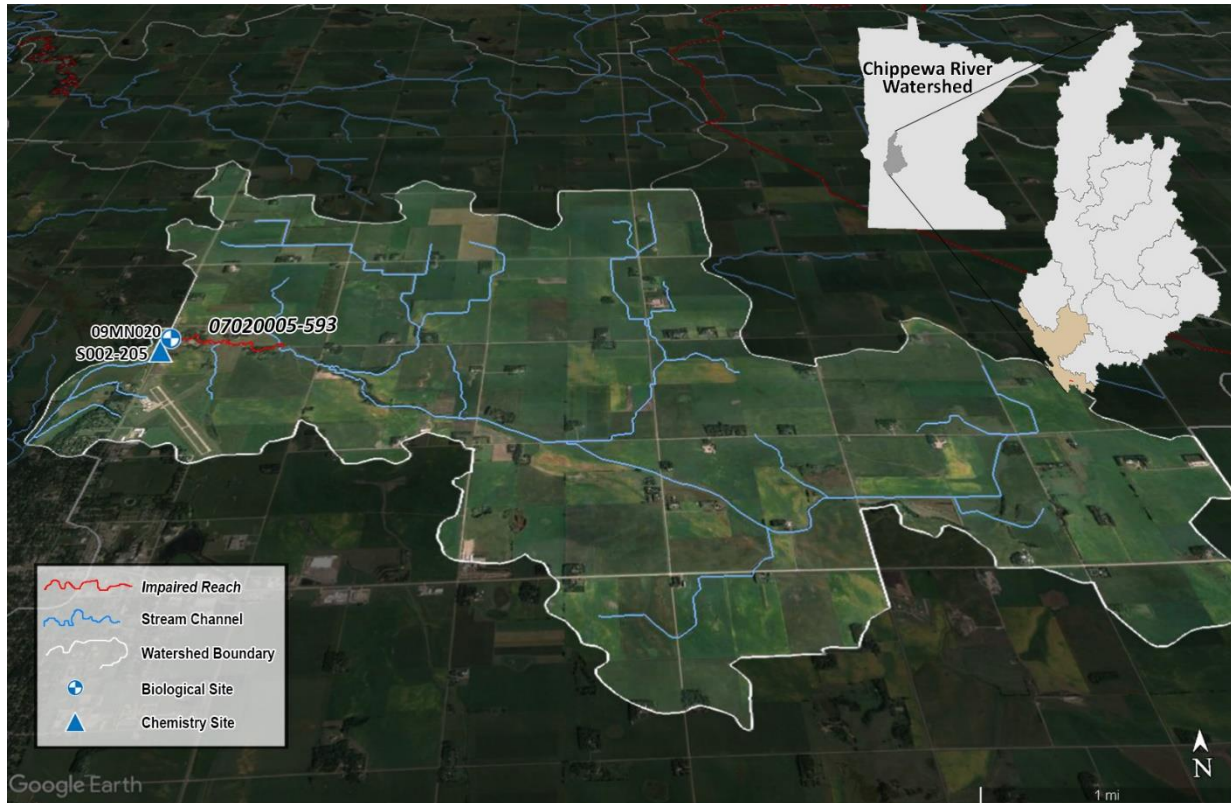 Chippewa River
Watershed
09MN020
07020005-593
S002-205
Impaired Reach
Stream Channel
Watershed Boundary
Biological Site
Chemistry Site
N
Google Earth
1 mi